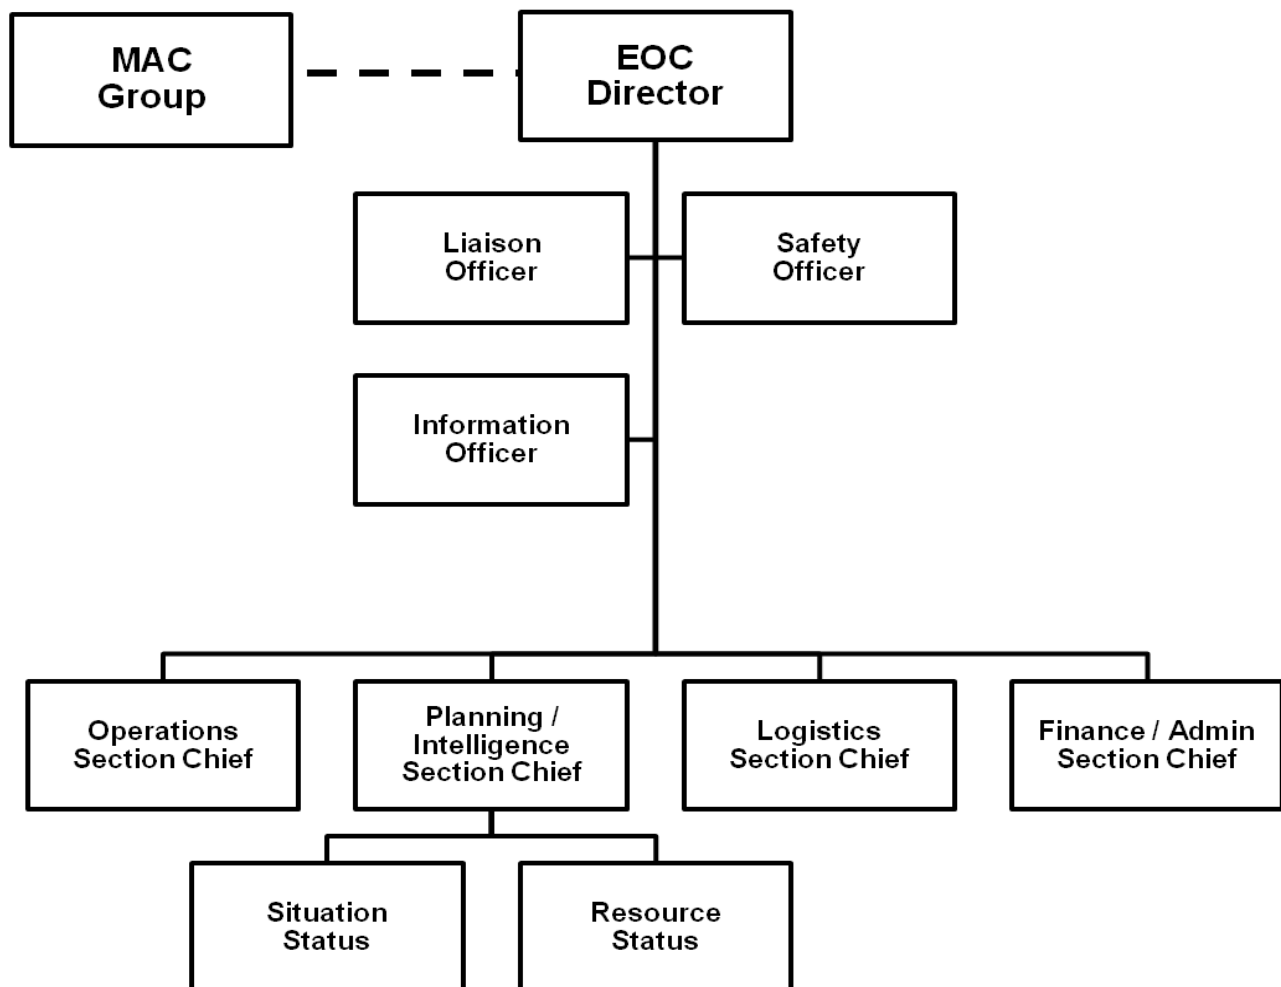 MAC
Group
EOC
Director
Liaison
Officer
Safety
Officer
Information
Officer
Operations
Section Chief
Planning /
Intelligence
Section Chief
Logistics
Section Chief
Finance / Admin
Section Chief
Situation
Status
Resource
Status